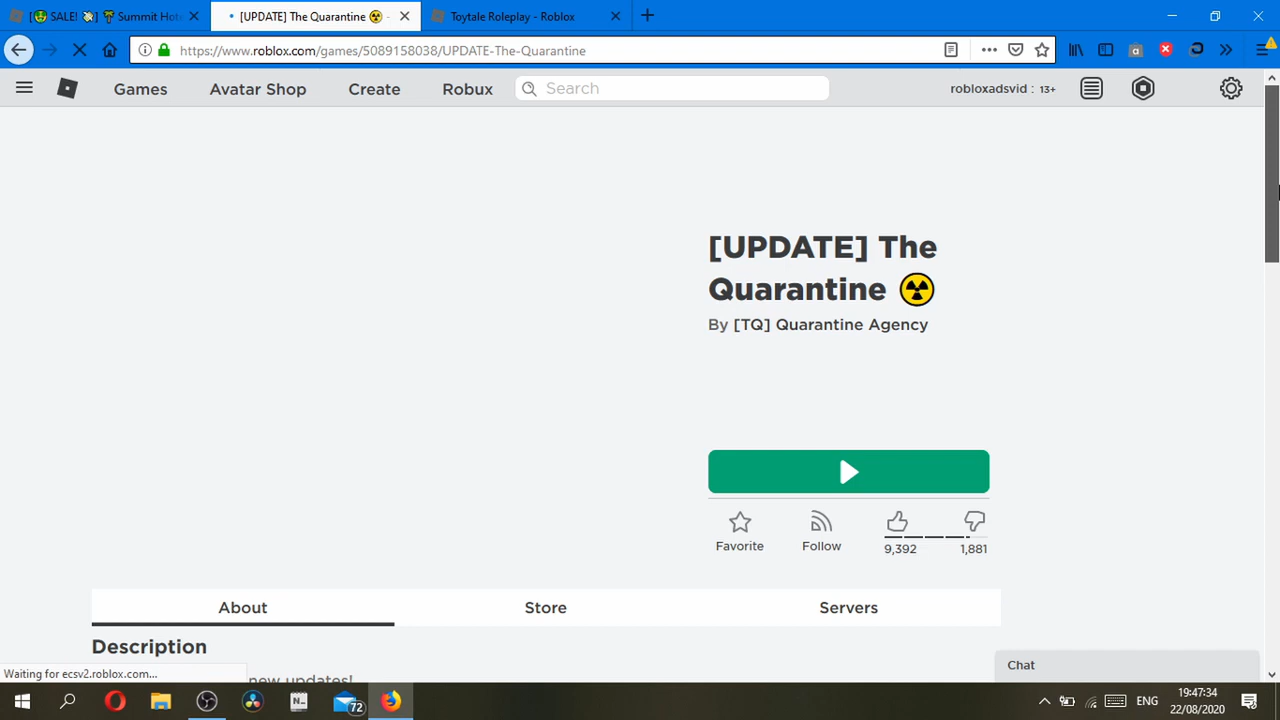 [🤑 SALE! 💸] 🌴 Summit Hot
[UPDATE] The Quarantine ☢ -
Toytale Roleplay - Roblox
https://www.roblox.com/games/5089158038/UPDATE-The-Quarantine
Games
Avatar Shop
Create
Robux
Search
robloxadsvid : 13+
[UPDATE] The
Quarantine ☢
By [TQ] Quarantine Agency
Favorite
Follow
9,392
1,881
About
Store
Servers
Description
new updates!
Chat
Waiting for ecsv2.roblox.com...
72
ENG
19:47:34
22/08/2020